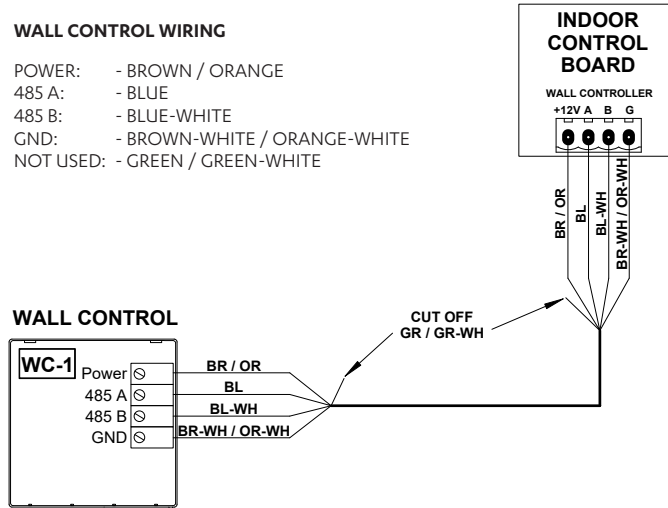 WALL CONTROL WIRING
POWER: - BROWN / ORANGE
485 A: - BLUE
485 B: - BLUE-WHITE
GND: - BROWN-WHITE / ORANGE-WHITE
NOT USED: - GREEN / GREEN-WHITE
INDOOR
CONTROL
BOARD
WALL CONTROLLER
+12V A B G
BR / OR
BL
BL-WH
BR-WH / OR-WH
CUT OFF
GR / GR-WH
WALL CONTROL
WC-1
Power
485 A
485 B
GND
BR / OR
BL
BL-WH
BR-WH / OR-WH